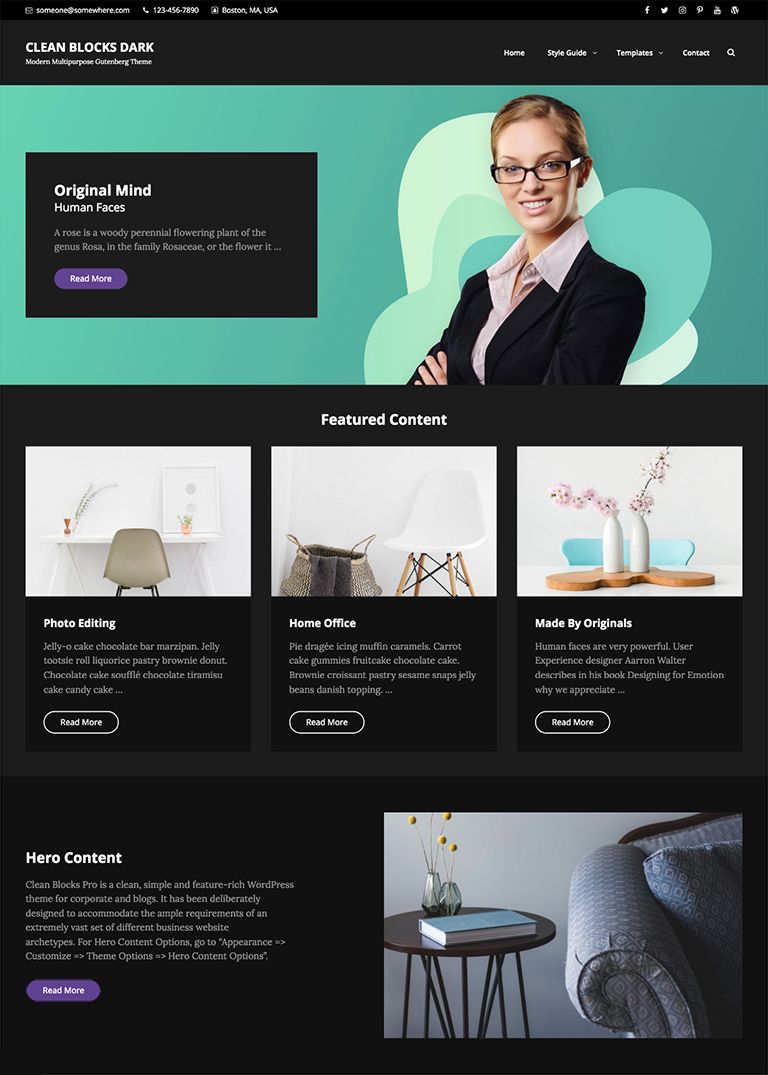 someone@somewhere.com 123-456-7890 Boston, MA, USA
CLEAN BLOCKS DARK
Modern Multipurpose Gutenberg Theme
Home Style Guide Templates Contact
Original Mind
Human Faces
A rose is a woody perennial flowering plant of the
genus Rosa, in the family Rosaceae, or the flower it ...
Read More
Featured Content
Photo Editing
Jelly-o cake chocolate bar marzipan. Jelly
tootsie roll liquorice pastry brownie donut.
Chocolate cake soufflé chocolate tiramisu
cake candy cake ...
Read More
Home Office
Pie dragée icing muffin caramels. Carrot
cake gummies fruitcake chocolate cake.
Brownie croissant pastry sesame snaps jelly
beans danish topping. ...
Read More
Made By Originals
Human faces are very powerful. User
Experience designer Aarron Walter
describes in his book Designing for Emotion
why we appreciate ...
Read More
Hero Content
Clean Blocks Pro is a clean, simple and feature-rich WordPress
theme for corporate and blogs. It has been deliberately
designed to accommodate the ample requirements of an
extremely vast set of different business website
archetypes. For Hero Content Options, go to “Appearance =>
Customize => Theme Options => Hero Content Options”.
Read More